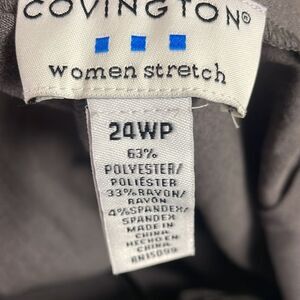 COVINGTON®
women stretch
24WP
63%
POLYESTER/
POLIÉSTER
33%RAYON/
RAYON
4%SPANDEX/
SPANDEX
MADE IN
CHINA
HECHO EN
CHINA
RN15099